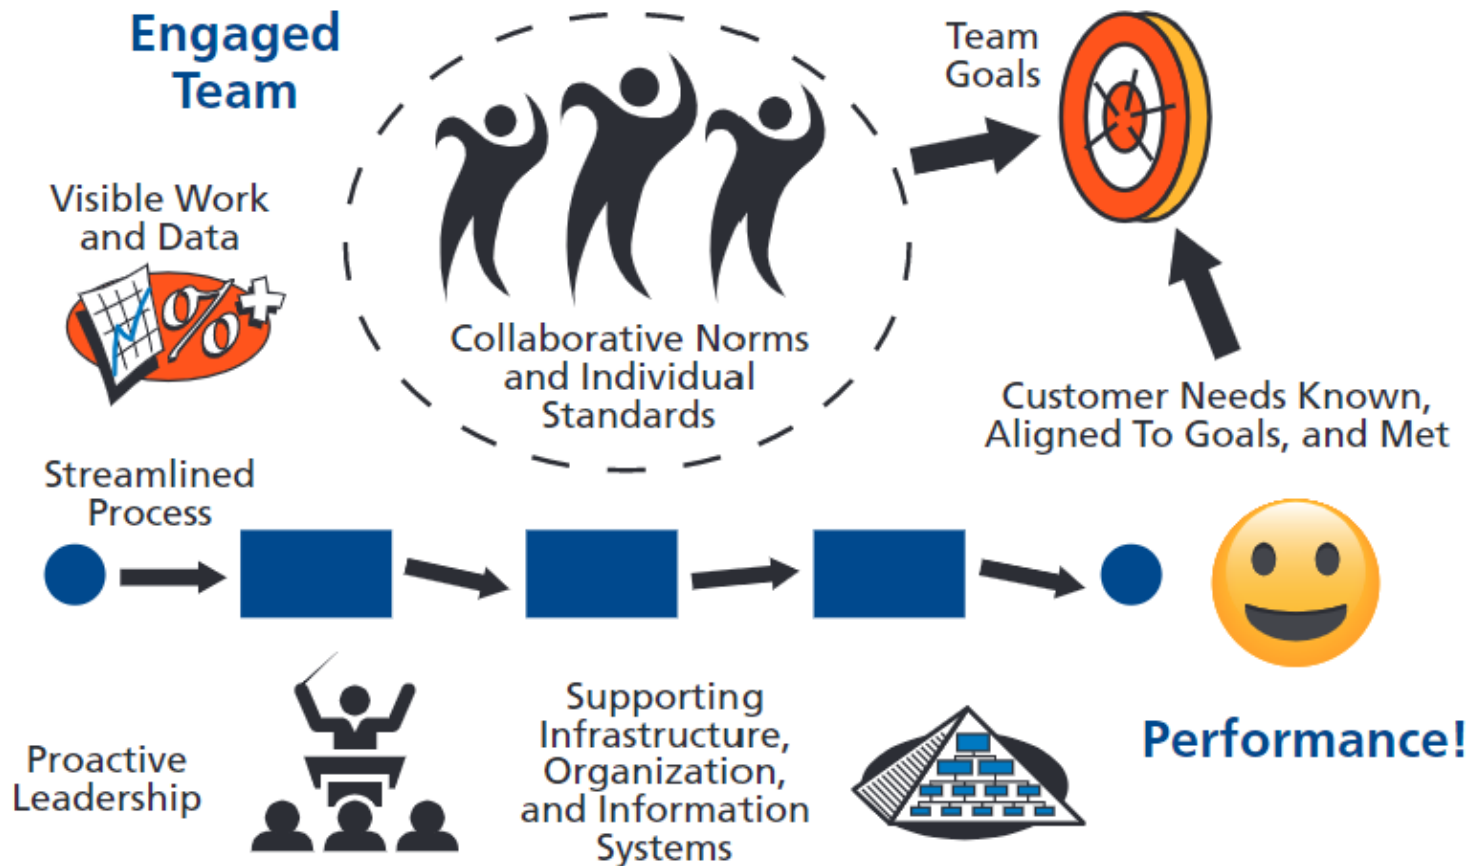 Engaged
Team
Team
Goals
Visible Work
and Data
%+
Collaborative Norms
and Individual
Standards
Customer Needs Known,
Aligned To Goals, and Met
Streamlined
Process
Proactive
Leadership
Supporting
Infrastructure,
Organization,
and Information
Systems
Performance!